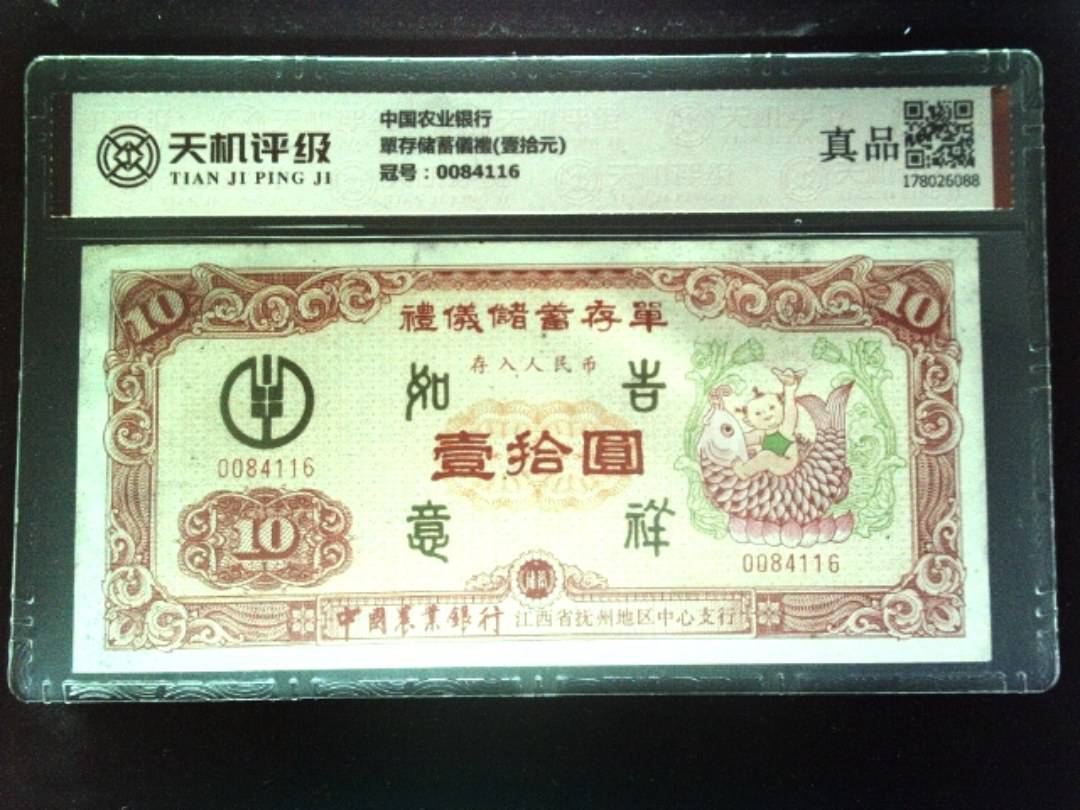 天机评级
TIAN JI PING JI
中国农业银行
單存储蓄儀禮(壹拾元)
冠号：0084116
真品
178026088
10
10
禮儀儲蓄存單
存入人民币
如
吉
壹拾圓
0084116
意
祥
10
0084116
中國農業銀行 江西省抚州地区中心支行